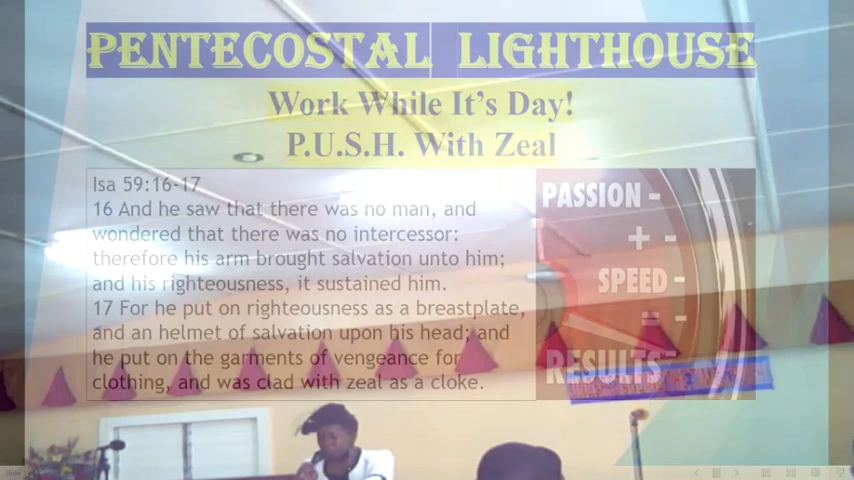 PENTECOSTAL LIGHTHOUSE
Work While It's Day!
P.U.S.H. With Zeal
Isa 59:16-17
16 And he saw that there was no man, and
wondered that there was no intercessor:
therefore his arm brought salvation unto him;
and his righteousness, it sustained him.
17 For he put on righteousness as a breastplate,
and an helmet of salvation upon his head; and
he put on the garments of vengeance for
clothing, and was clad with zeal as a cloke.
PASSION -
+ -
SPEED -
= -
RESULTS -
Slide